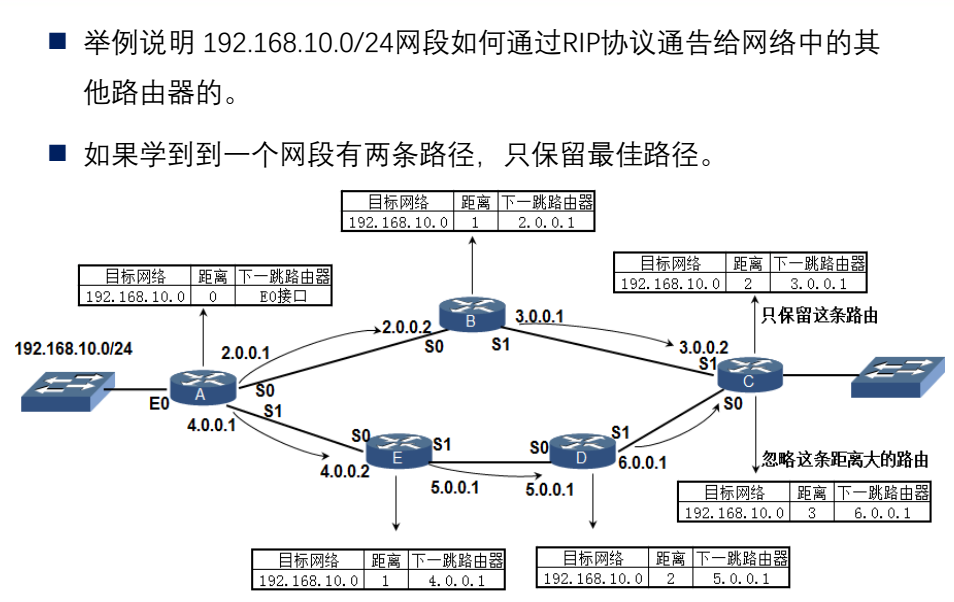 举例说明 192.168.10.0/24网段如何通过RIP协议通告给网络中的其
他路由器的。
如果学到到一个网段有两条路径，只保留最佳路径。
目标网络 距离 下一跳路由器
192.168.10.0 1 2.0.0.1
目标网络 距离 下一跳路由器
192.168.10.0 0 E0接口
目标网络 距离 下一跳路由器
192.168.10.0 2 3.0.0.1
只保留这条路由
192.168.10.0/24
2.0.0.1
2.0.0.2
B
3.0.0.1
S0
S1
3.0.0.2
S1
A
S0
E0
S1
C
S0
4.0.0.1
S0
E
S1
4.0.0.2
5.0.0.1
S0
D
S1
5.0.0.1
6.0.0.1
忽略这条距离大的路由
目标网络 距离 下一跳路由器
192.168.10.0 3 6.0.0.1
目标网络 距离 下一跳路由器
192.168.10.0 1 4.0.0.1
目标网络 距离 下一跳路由器
192.168.10.0 2 5.0.0.1